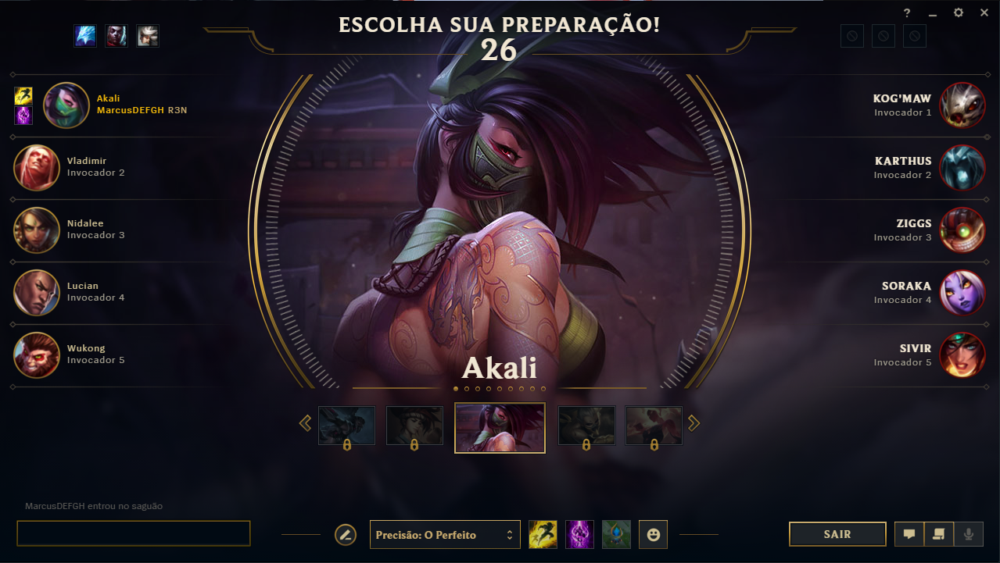 ESCOLHA SUA PREPARAÇÃO!
26
?
Akali
MarcusDEFGH R3N
Vladimir
Invocador 2
Nidalee
Invocador 3
Lucian
Invocador 4
Wukong
Invocador 5
KOG'MAW
Invocador 1
KARTHUS
Invocador 2
ZIGGS
Invocador 3
SORAKA
Invocador 4
SIVIR
Invocador 5
Akali
MarcusDEFGH entrou no saguão
Precisão: O Perfeito
SAIR